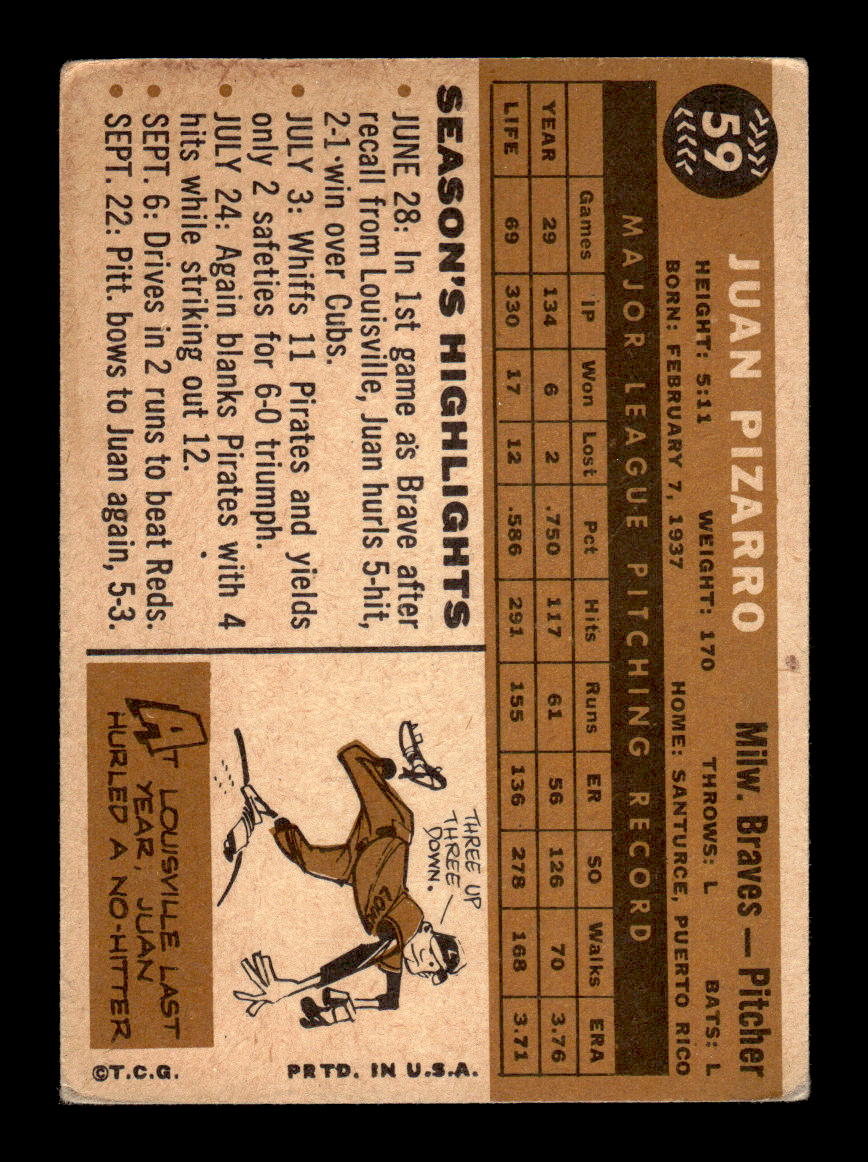 59
JUAN PIZARRO
Milw. Braves — Pitcher
HEIGHT: 5:11 WEIGHT: 170 THROWS: L BATS: L
BORN: FEBRUARY 7, 1937 HOME: SANTURCE, PUERTO RICO
MAJOR LEAGUE PITCHING RECORD
Games IP Won Lost Pct Hits Runs ER SO Walks ERA
YEAR 29 134 6 2 .750 117 61 56 126 70 3.76
LIFE 69 330 17 12 .586 291 155 136 278 168 3.71
SEASON'S HIGHLIGHTS
• JUNE 28: In 1st game as Brave after
recall from Louisville, Juan hurls 5-hit,
2-1 win over Cubs.
• JULY 3: Whiffs 11 Pirates and yields
only 2 safeties for 6-0 triumph.
• JULY 24: Again blanks Pirates with 4
hits while striking out 12.
• SEPT. 6: Drives in 2 runs to beat Reds.
• SEPT. 22: Pitt. bows to Juan again, 5-3.
THREE UP
THREE —
DOWN.
AT LOUISVILLE LAST
YEAR, JUAN
HURLED A NO-HITTER
©T.C.G. PRTD. IN U.S.A.